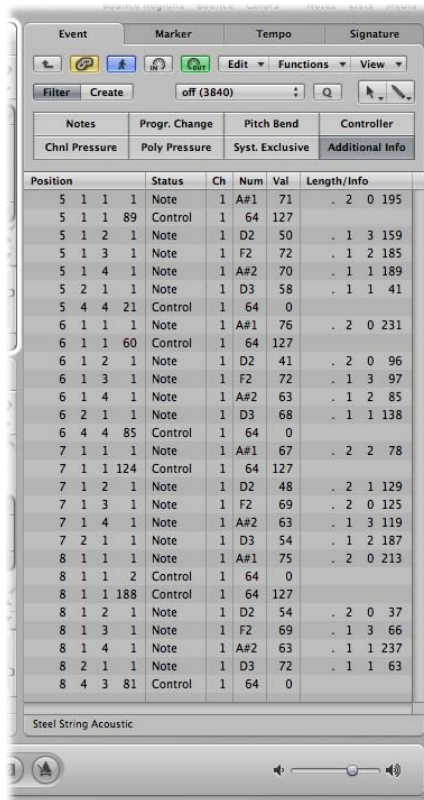 Event Marker Tempo Signature
IN OUT Edit Functions View
Filter Create off (3840) Q
Notes Progr. Change Pitch Bend Controller
Chnl Pressure Poly Pressure Syst. Exclusive Additional Info
Position Status Ch Num Val Length/Info
5 1 1 1 Note 1 A#1 71 . 2 0 195
5 1 1 89 Control 1 64 127
5 1 2 1 Note 1 D2 50 . 1 3 159
5 1 3 1 Note 1 F2 72 . 1 2 185
5 1 4 1 Note 1 A#2 70 . 1 1 189
5 2 1 1 Note 1 D3 58 . 1 1 41
5 4 4 21 Control 1 64 0
6 1 1 1 Note 1 A#1 76 . 2 0 231
6 1 1 60 Control 1 64 127
6 1 2 1 Note 1 D2 41 . 2 0 96
6 1 3 1 Note 1 F2 72 . 1 3 97
6 1 4 1 Note 1 A#2 63 . 1 2 85
6 2 1 1 Note 1 D3 68 . 1 1 138
6 4 4 85 Control 1 64 0
7 1 1 1 Note 1 A#1 67 . 2 2 78
7 1 1 124 Control 1 64 127
7 1 2 1 Note 1 D2 48 . 2 1 129
7 1 3 1 Note 1 F2 69 . 2 0 125
7 1 4 1 Note 1 A#2 63 . 1 3 119
7 2 1 1 Note 1 D3 54 . 1 2 187
8 1 1 1 Note 1 A#1 75 . 2 0 213
8 1 1 2 Control 1 64 0
8 1 1 188 Control 1 64 127
8 1 2 1 Note 1 D2 54 . 2 0 37
8 1 3 1 Note 1 F2 69 . 1 3 66
8 1 4 1 Note 1 A#2 63 . 1 1 237
8 2 1 1 Note 1 D3 72 . 1 1 63
8 4 3 81 Control 1 64 0
Steel String Acoustic